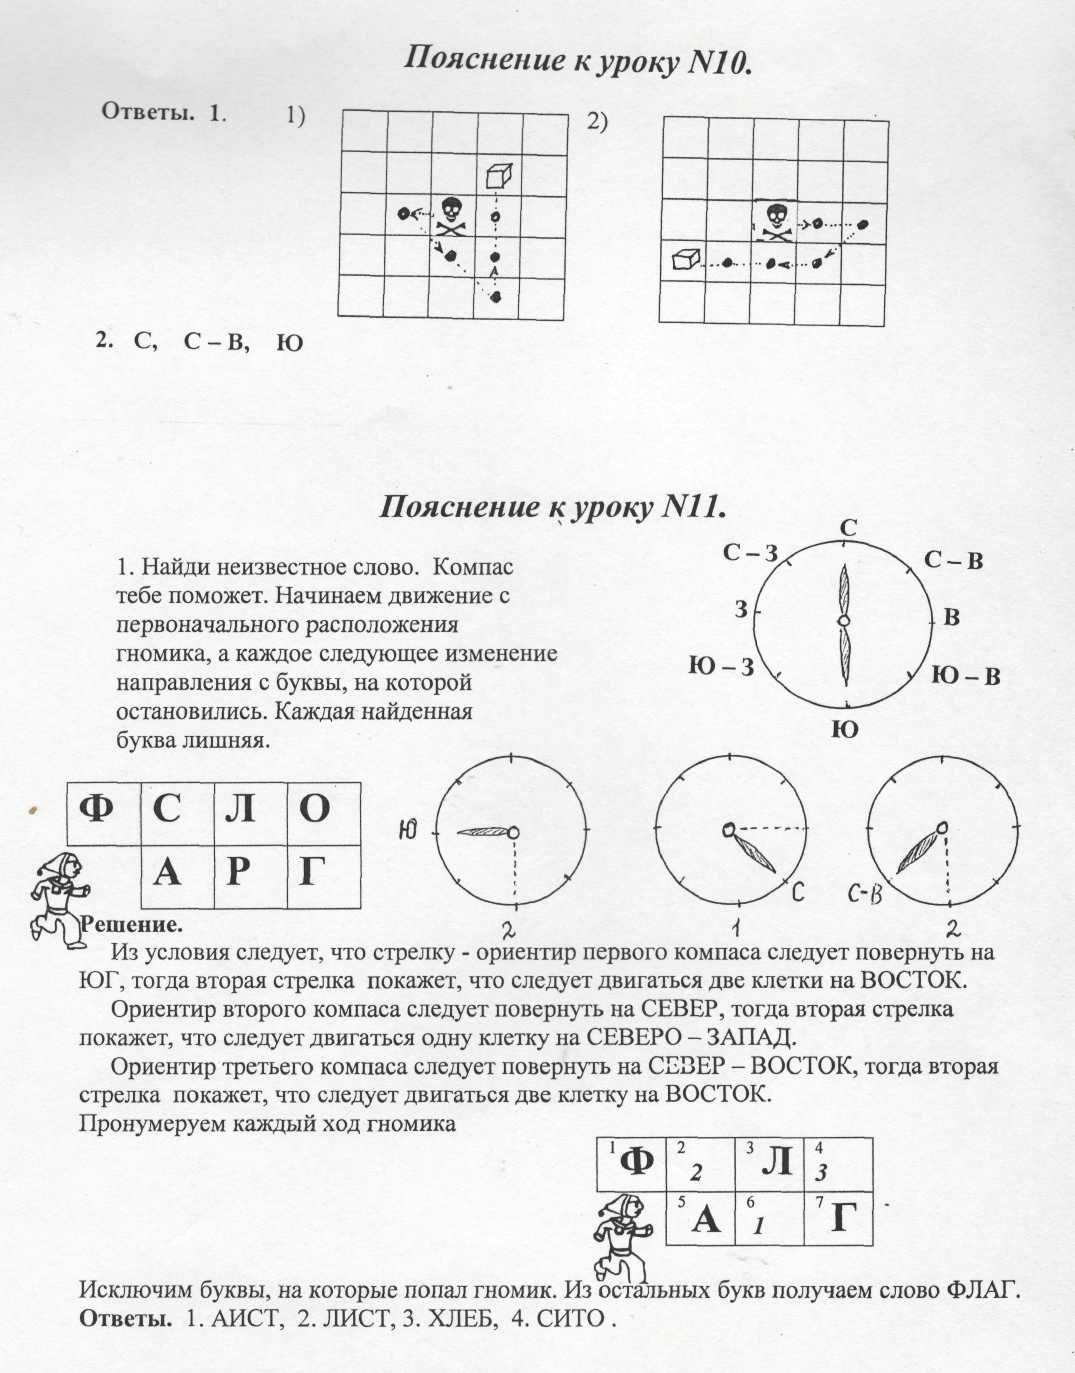 Пояснение к уроку N10.
Ответы. 1. 1) 2)
2. С, С – В, Ю
Пояснение к уроку N11.
1. Найди неизвестное слово. Компас
тебе поможет. Начинаем движение с
первоначального расположения
гномика, а каждое следующее изменение
направления с буквы, на которой
остановились. Каждая найденная
буква лишняя.
С
С – З
С – В
З
В
Ю – З
Ю – В
Ю
Ф С Л О
А Р Г
Ю
2
С
1
С-В
2
Решение.
Из условия следует, что стрелку - ориентир первого компаса следует повернуть на
ЮГ, тогда вторая стрелка покажет, что следует двигаться две клетки на ВОСТОК.
Ориентир второго компаса следует повернуть на СЕВЕР, тогда вторая стрелка
покажет, что следует двигаться одну клетку на СЕВЕРО – ЗАПАД.
Ориентир третьего компаса следует повернуть на СЕВЕР – ВОСТОК, тогда вторая
стрелка покажет, что следует двигаться две клетку на ВОСТОК.
Пронумеруем каждый ход гномика
1 Ф 2 2 3 Л 4 3
5 А 6 1 7 Г
Исключим буквы, на которые попал гномик. Из остальных букв получаем слово ФЛАГ.
Ответы. 1. АИСТ, 2. ЛИСТ, 3. ХЛЕБ, 4. СИТО .